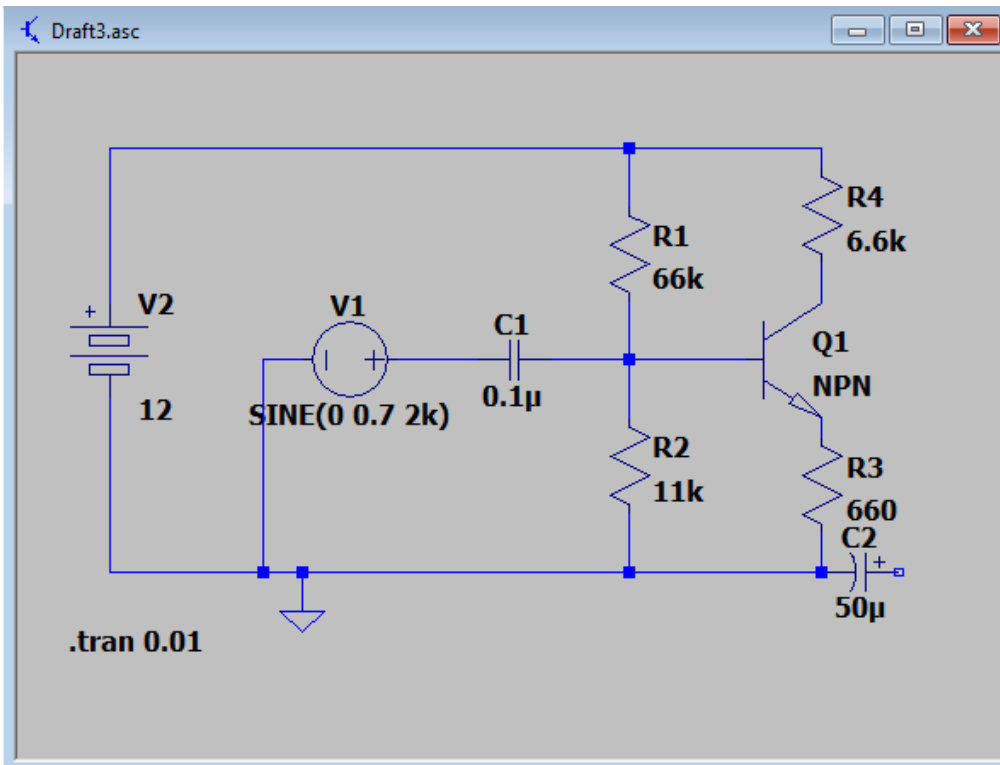 Draft3.asc
R4
6.6k
R1
66k
+
V2
12
V1
+
SINE(0 0.7 2k)
C1
0.1µ
Q1
NPN
R2
11k
R3
660
C2
+
50µ
.tran 0.01